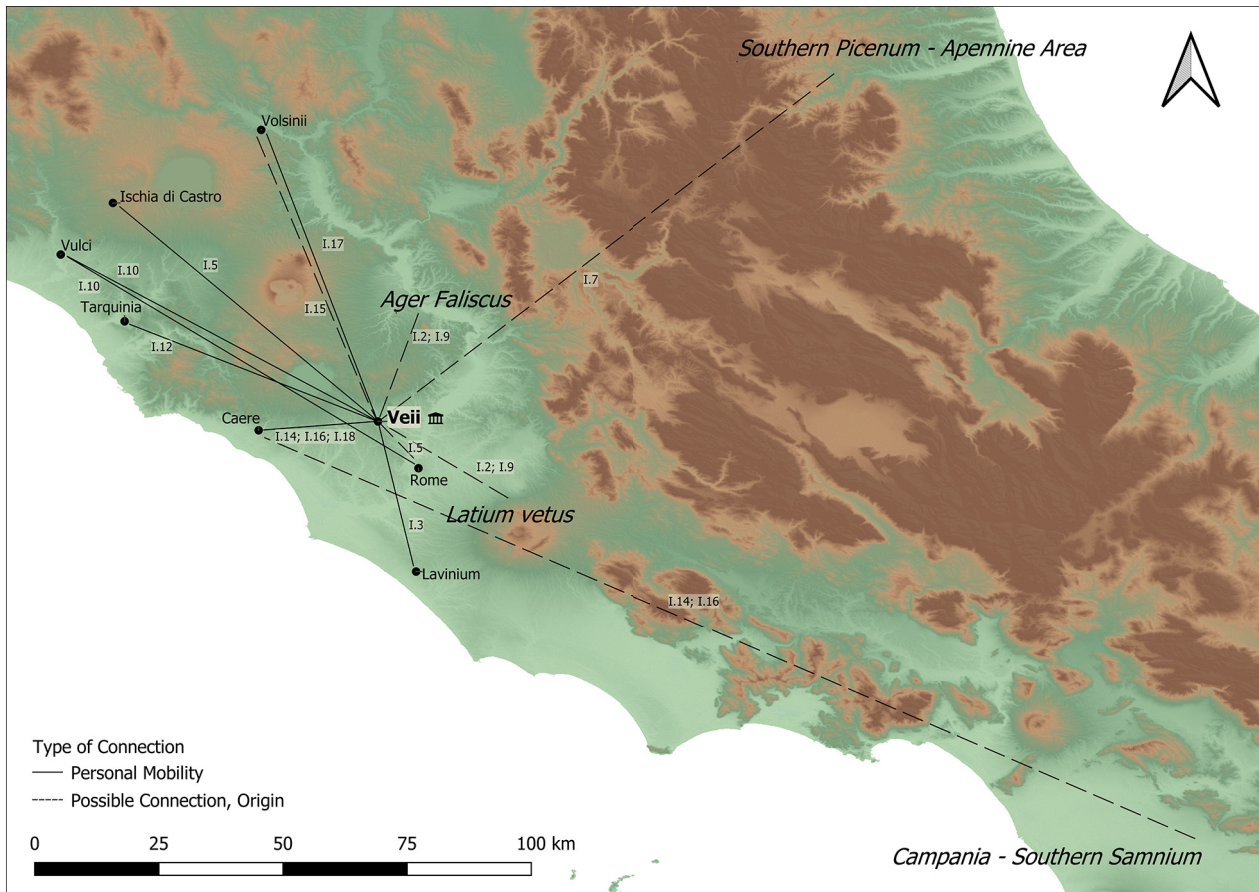 Southern Picenum - Apennine Area
Volsinii
Ischia di Castro
I.17
Vulci
I.5
I.10
I.10
I.7
Ager Faliscus
I.15
Tarquinia
I.2; I.9
I.12
Caere
Veii
I.14; I.16; I.18
I.5
I.2; I.9
Rome
Latium vetus
I.3
Lavinium
I.14; I.16
Type of Connection
Personal Mobility
Possible Connection, Origin
0 25 50 75 100 km
Campania - Southern Samnium